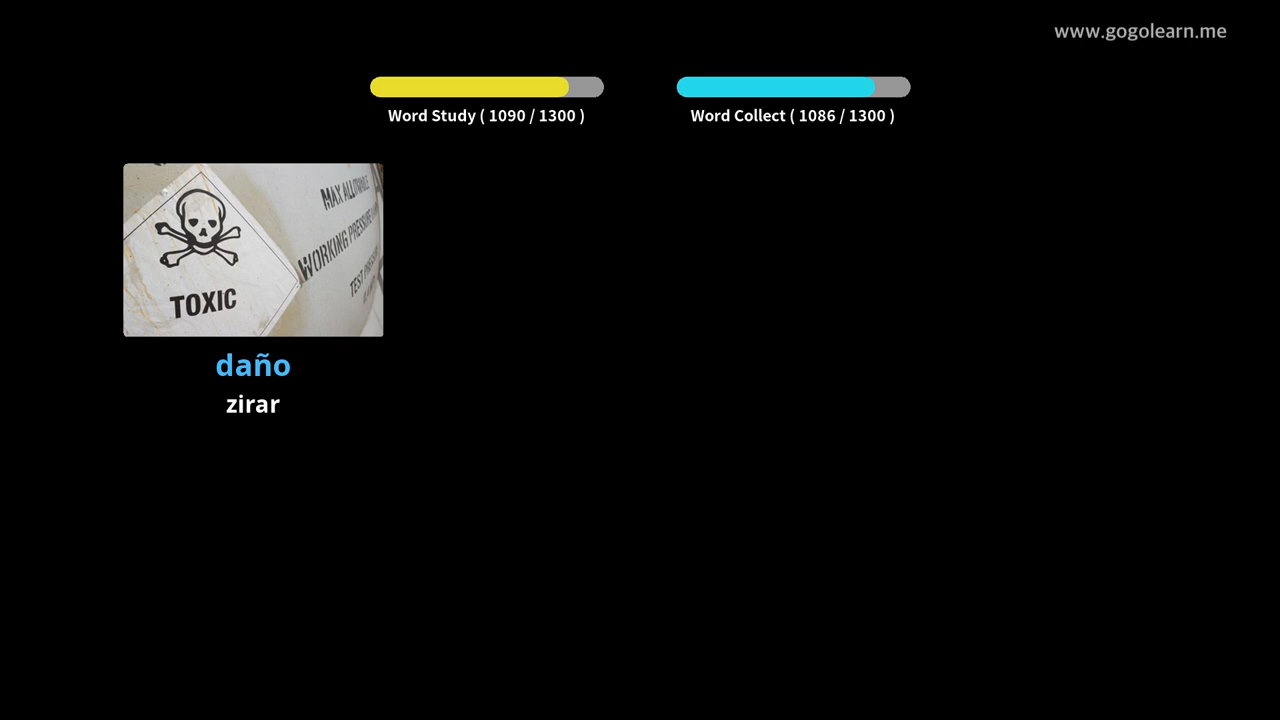 www.gogolearn.me
Word Study ( 1090 / 1300 )
Word Collect ( 1086 / 1300 )
MAX ALLOWABLE
WORKING PRESSURE
TEST
TOXIC
daño
zirar